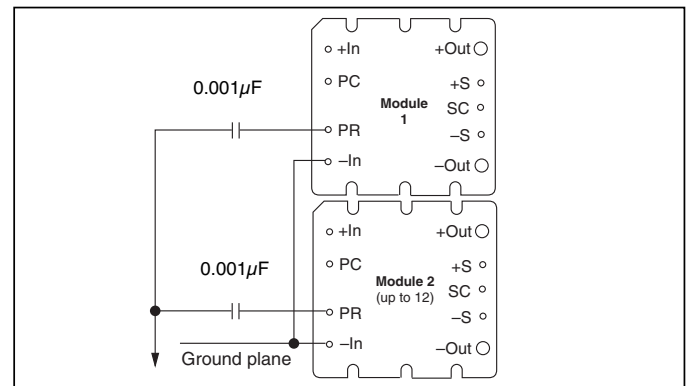 +In
+Out
PC
+S
0.001µF
Module
1
SC
PR
–S
–In
–Out
+In
+Out
PC
+S
0.001µF
Module 2
(up to 12)
SC
PR
–S
–In
–Out
Ground plane